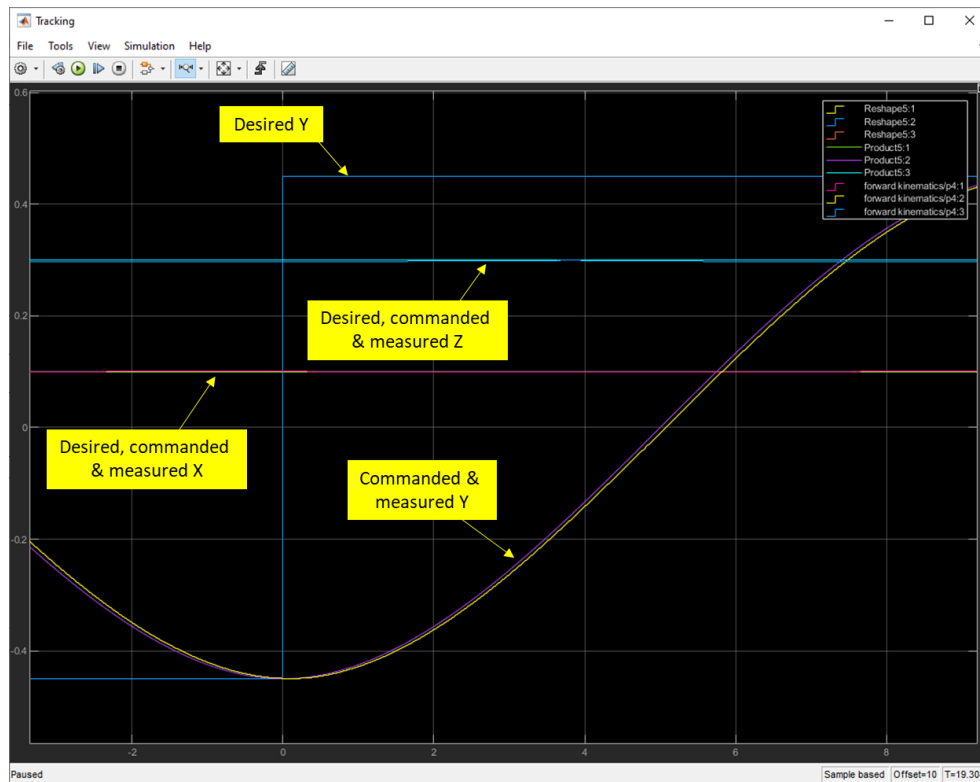 Tracking
File Tools View Simulation Help
0.6
0.4
0.2
0
-0.2
-0.4
-2
0
2
4
6
8
Desired Y
Desired, commanded
& measured Z
Desired, commanded
& measured X
Commanded &
measured Y
Reshape5:1
Reshape5:2
Reshape5:3
Product5:1
Product5:2
Product5:3
forward kinematics/p4:1
forward kinematics/p4:2
forward kinematics/p4:3
Paused
Sample based Offset=10 T=19.30